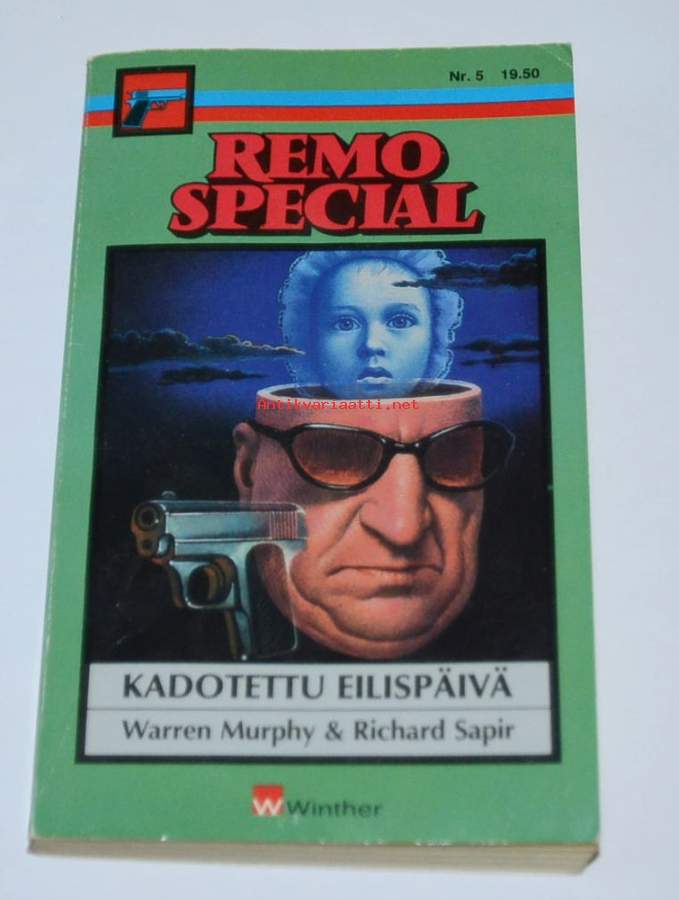 Nr. 5 19.50
REMO
SPECIAL
Antikvariaatti.net
KADOTETTU EILISPÄIVÄ
Warren Murphy & Richard Sapir
W Winther